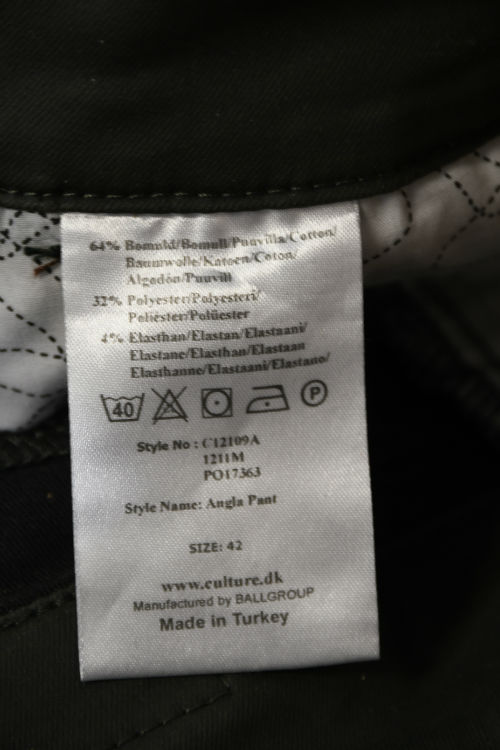 64% Bomuld/Bomull/Puuvilla/Cotton/
Baumwolle/Katoen/Coton/
Algodón/Puuvill
32% Polyester/Polyesteri/
Poliéster/Polüester
4% Elasthan/Elastan/Elastaani/
Elastane/Elasthan/Elastaan
Elasthanne/Elastaani/Elastano/
40
P
Style No : C12109A
1211M
PO17363
Style Name: Angla Pant
SIZE: 42
www.culture.dk
Manufactured by BALLGROUP
Made in Turkey